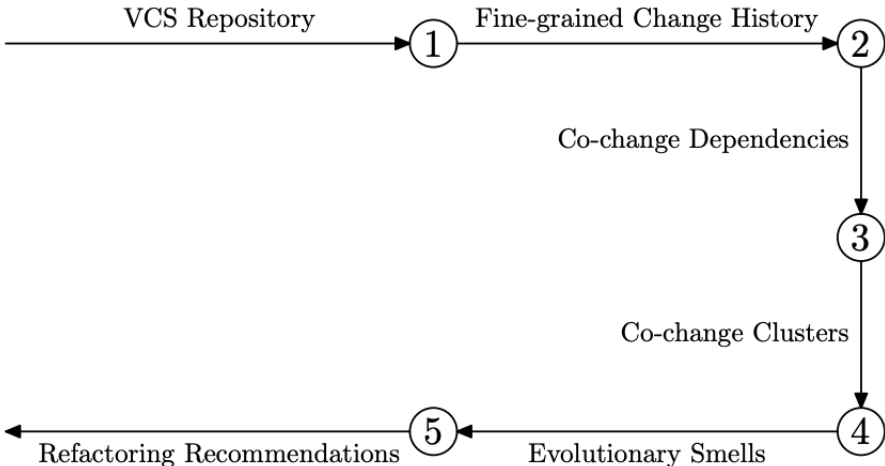 VCS Repository
1
Fine-grained Change History
2
Co-change Dependencies
3
Co-change Clusters
4
Evolutionary Smells
5
Refactoring Recommendations